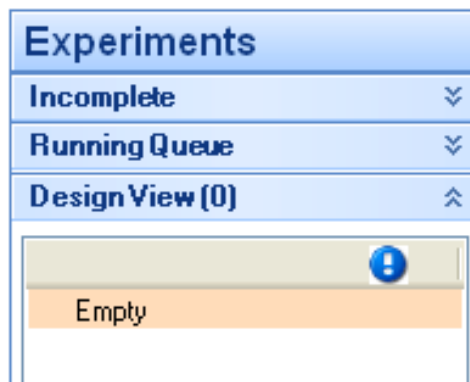 Experiments
Incomplete
Running Queue
Design View (0)
Empty